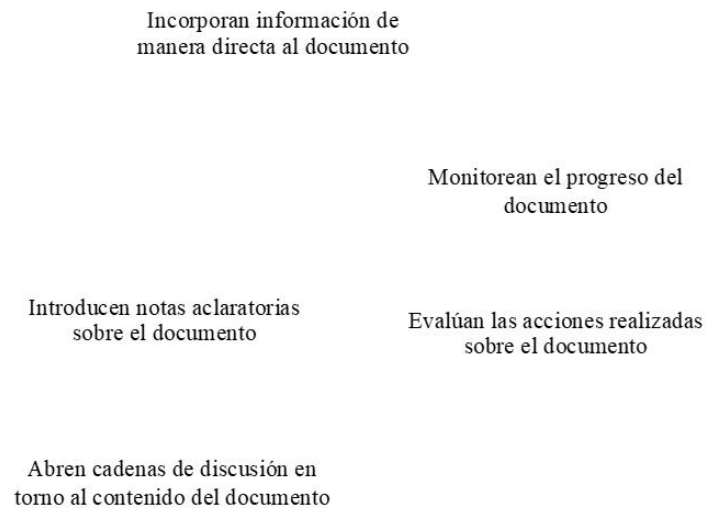 Incorporan información de
manera directa al documento
Monitorean el progreso del
documento
Introducen notas aclaratorias
sobre el documento
Evalúan las acciones realizadas
sobre el documento
Abren cadenas de discusión en
torno al contenido del documento